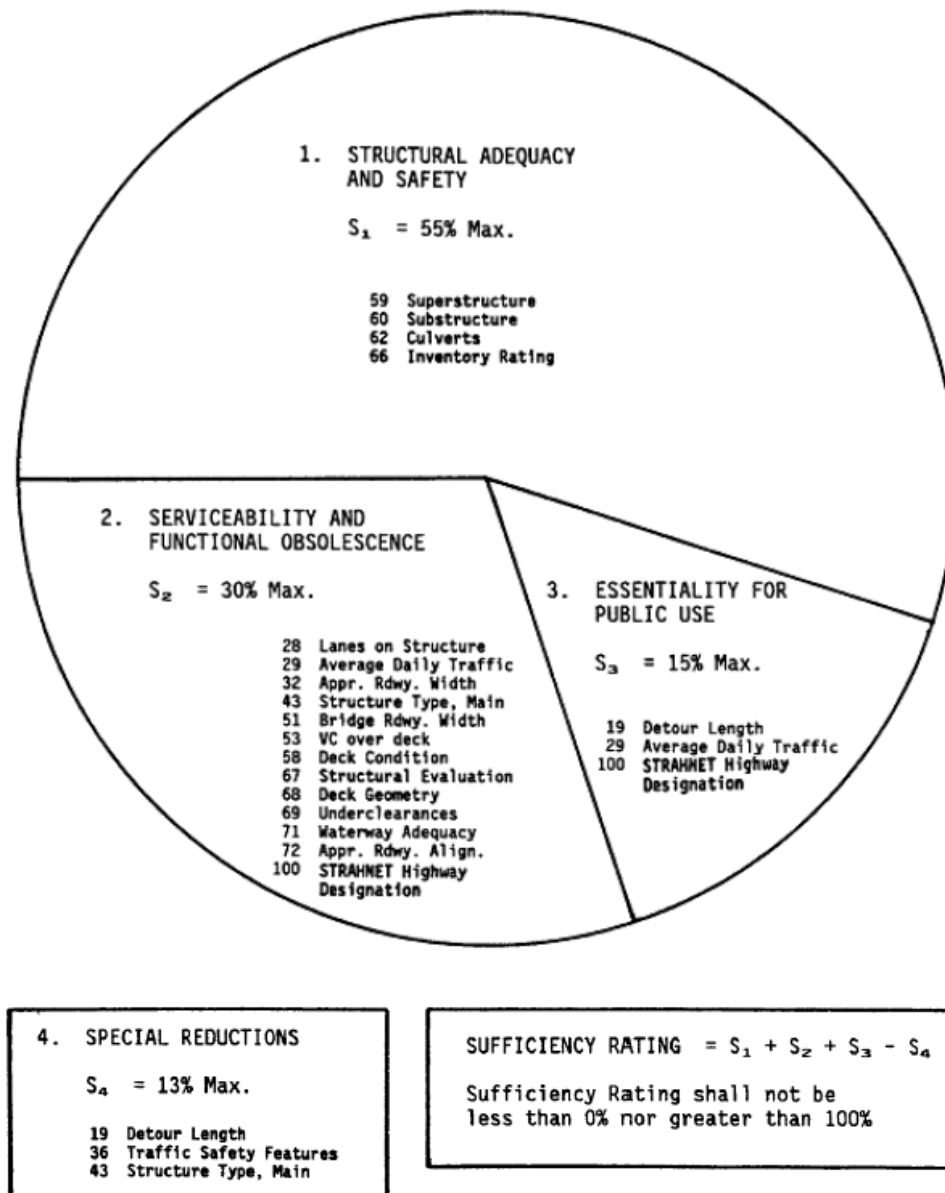 1. STRUCTURAL ADEQUACY
AND SAFETY
S₁ = 55% Max.
59 Superstructure
60 Substructure
62 Culverts
66 Inventory Rating
2. SERVICEABILITY AND
FUNCTIONAL OBSOLESCENCE
S₂ = 30% Max.
28 Lanes on Structure
29 Average Daily Traffic
32 Appr. Rdwy. Width
43 Structure Type, Main
51 Bridge Rdwy. Width
53 VC over deck
58 Deck Condition
67 Structural Evaluation
68 Deck Geometry
69 Underclearances
71 Waterway Adequacy
72 Appr. Rdwy. Align.
100 STRAHNET Highway
Designation
3. ESSENTIALITY FOR
PUBLIC USE
S₃ = 15% Max.
19 Detour Length
29 Average Daily Traffic
100 STRAHNET Highway
Designation
4. SPECIAL REDUCTIONS
S₄ = 13% Max.
19 Detour Length
36 Traffic Safety Features
43 Structure Type, Main
SUFFICIENCY RATING = S₁ + S₂ + S₃ - S₄
Sufficiency Rating shall not be
less than 0% nor greater than 100%